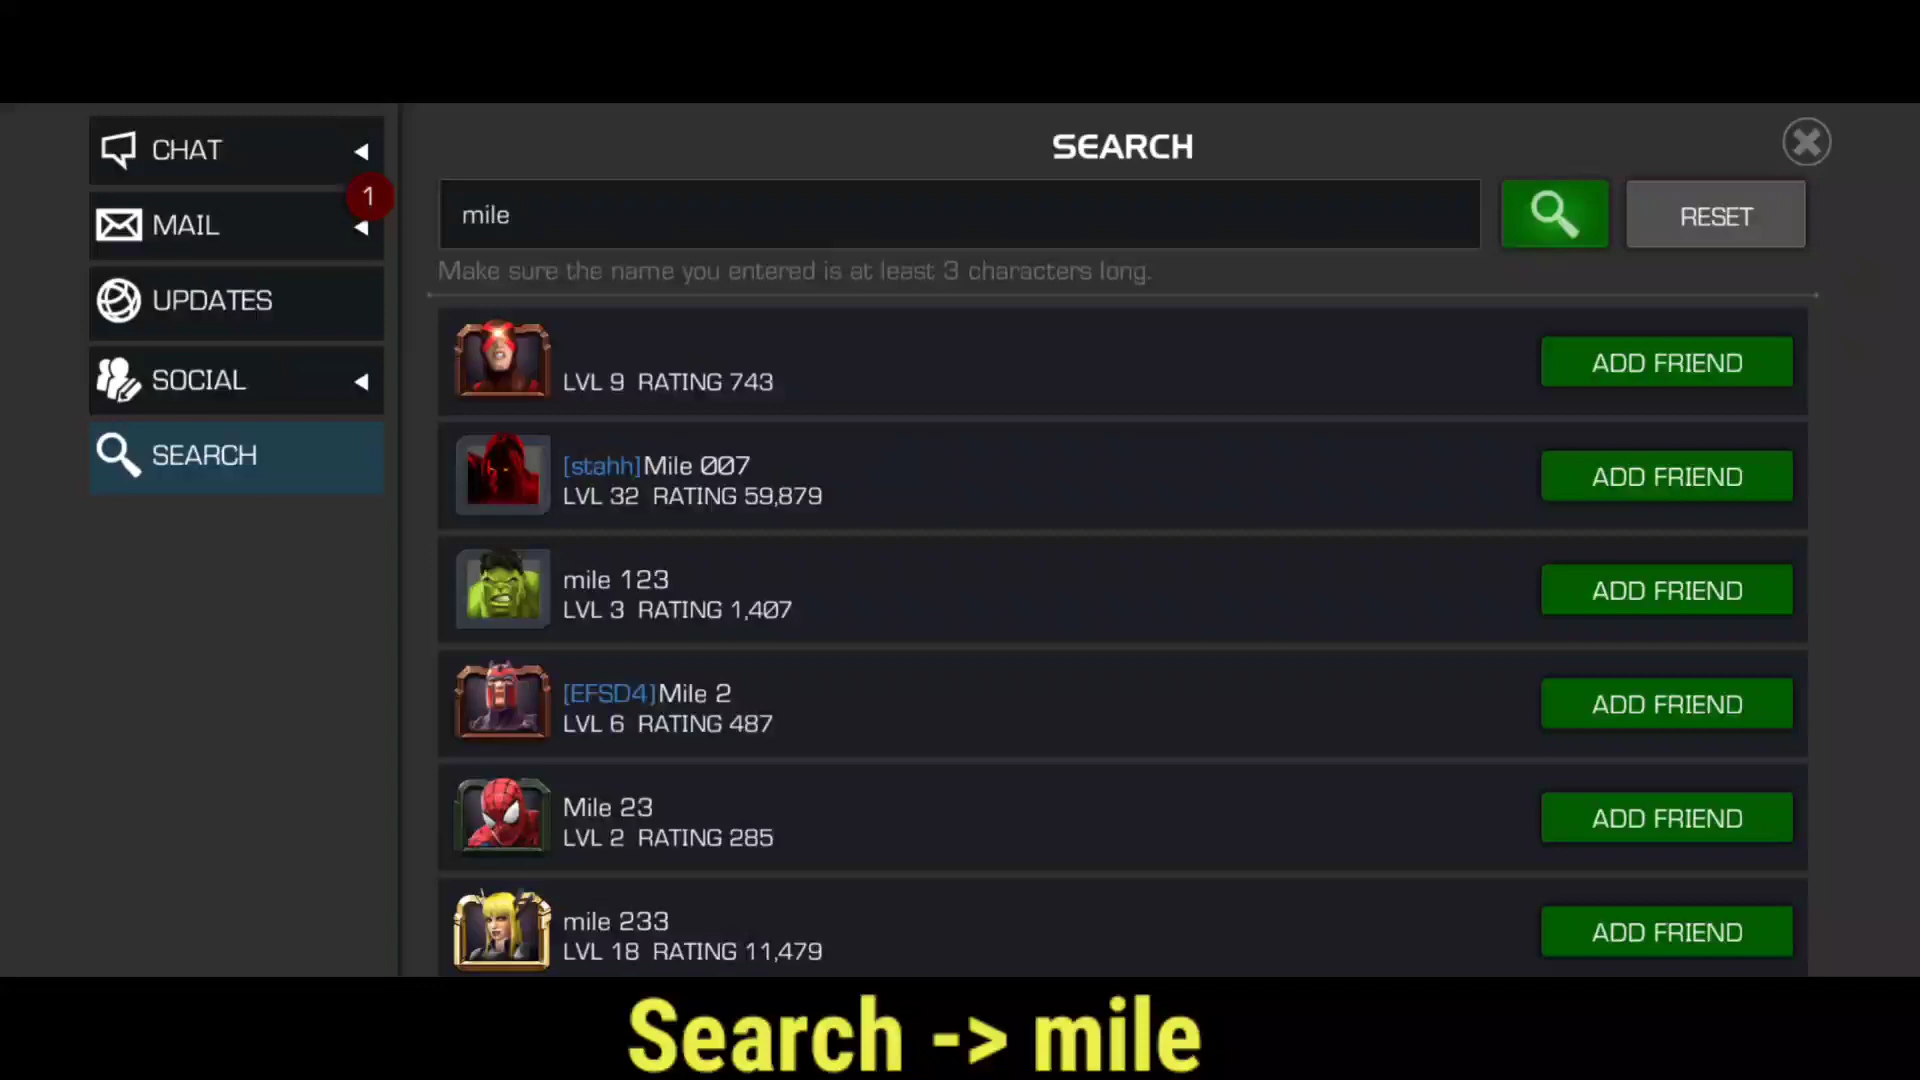 CHAT
1
MAIL
UPDATES
SOCIAL
SEARCH
SEARCH
mile
RESET
Make sure the name you entered is at least 3 characters long.
LVL 9 RATING 743
ADD FRIEND
[stahh]Mile 007
LVL 32 RATING 59,879
ADD FRIEND
mile 123
LVL 3 RATING 1,407
ADD FRIEND
[EFSD4]Mile 2
LVL 6 RATING 487
ADD FRIEND
Mile 23
LVL 2 RATING 285
ADD FRIEND
mile 233
LVL 18 RATING 11,479
ADD FRIEND
Search -> mile